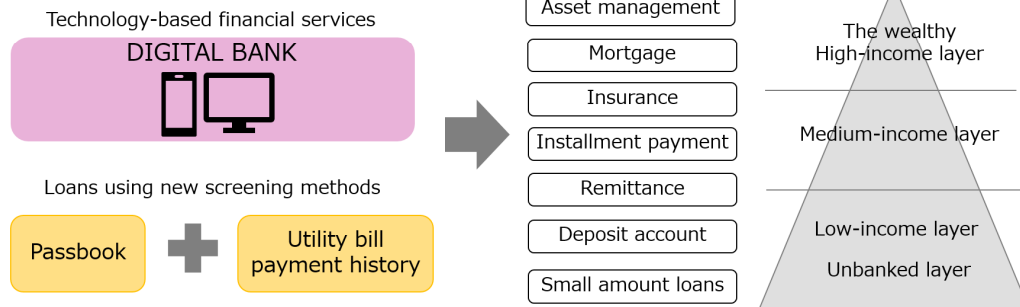 Technology-based financial services
DIGITAL BANK
Loans using new screening methods
Passbook
Utility bill
payment history
Asset management
Mortgage
Insurance
Installment payment
Remittance
Deposit account
Small amount loans
The wealthy
High-income layer
Medium-income layer
Low-income layer
Unbanked layer